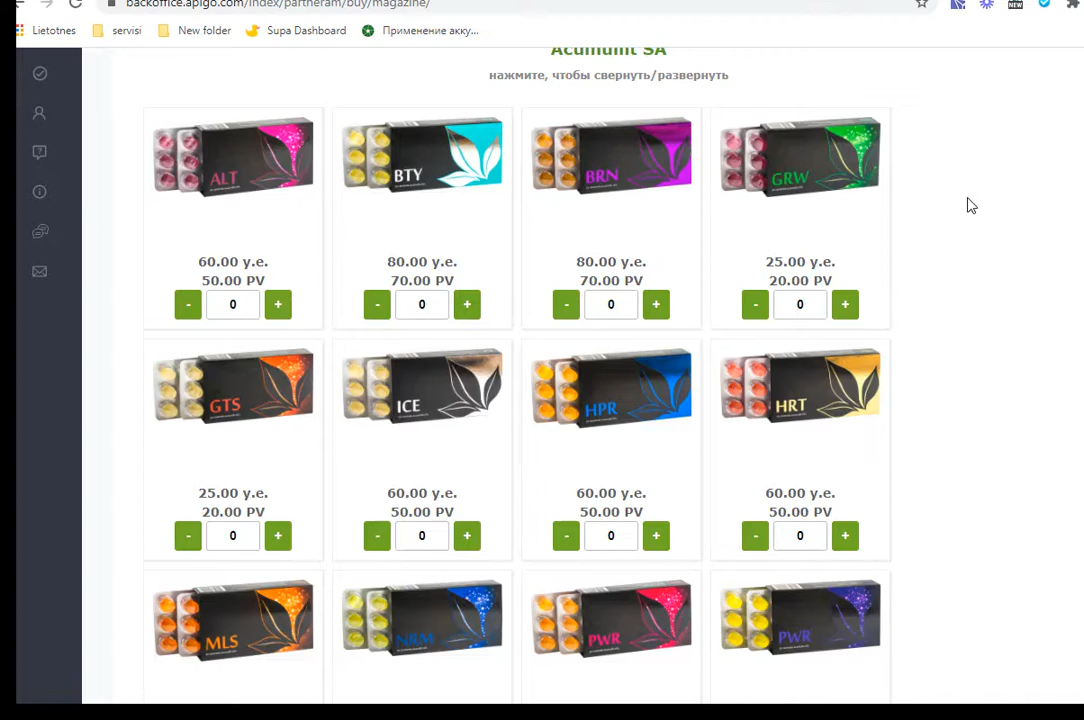 backoffice.apigo.com/index/partneram/buy/magazine/
NEW
Lietotnes servisi New folder Supa Dashboard Применение акку...
Acumullit SA
нажмите, чтобы свернуть/развернуть
ALT BTY BRN GRW
60.00 у.е. 80.00 у.е. 80.00 у.е. 25.00 у.е.
50.00 PV 70.00 PV 70.00 PV 20.00 PV
- 0 + - 0 + - 0 + - 0 +
GTS ICE HPR HRT
25.00 у.е. 60.00 у.е. 60.00 у.е. 60.00 у.е.
20.00 PV 50.00 PV 50.00 PV 50.00 PV
- 0 + - 0 + - 0 + - 0 +
MLS NRM PWR PWR